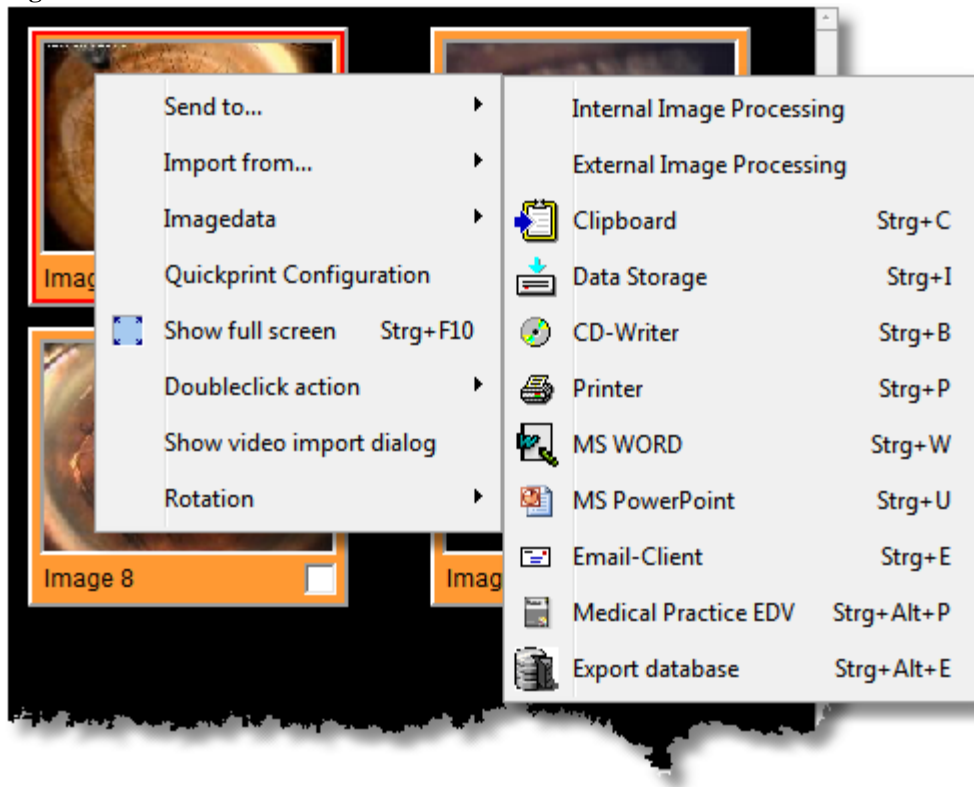 Send to...
Import from...
Imagedata
Quickprint Configuration
Show full screen Strg+F10
Doubleclick action
Show video import dialog
Rotation
Internal Image Processing
External Image Processing
Clipboard Strg+C
Data Storage Strg+I
CD-Writer Strg+B
Printer Strg+P
MS WORD Strg+W
MS PowerPoint Strg+U
Email-Client Strg+E
Medical Practice EDV Strg+Alt+P
Export database Strg+Alt+E
Image 8